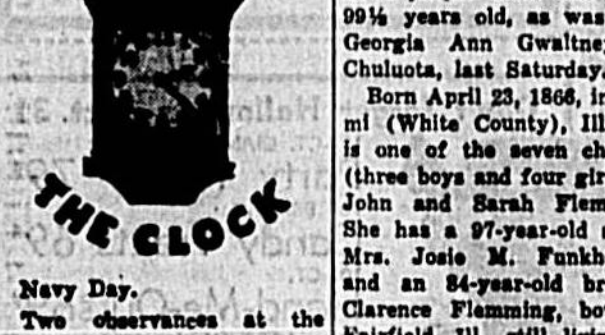 THE CLOCK
Navy Day.
Two observances at the
99½ years old, as was
Georgia Ann Gwaltne
Chuluota, last Saturday.
Born April 23, 1866, in
mi (White County), Ill
is one of the seven ch
(three boys and four gir
John and Sarah Flem
She has a 97-year-old
Mrs. Josie M. Funkh
and an 84-year-old br
Clarence Flemming, bo
Fairfield, Ill.